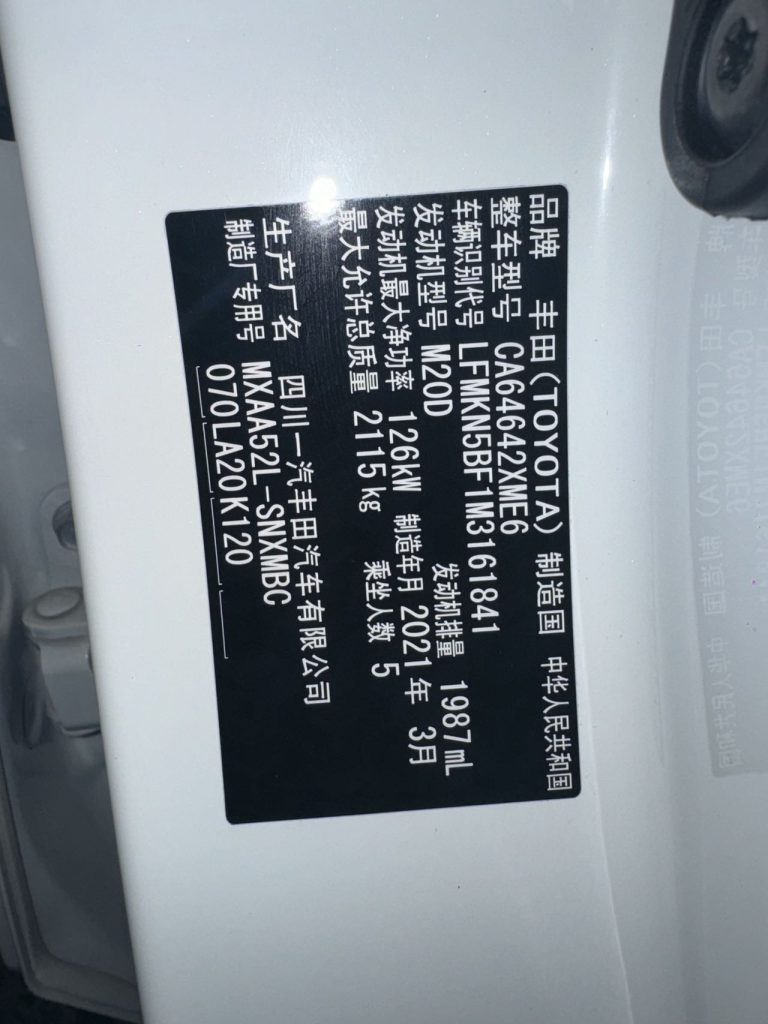 品牌 丰田(TOYOTA) 制造国 中华人民共和国
整车型号 CA64642XME6
车辆识别代号 LFMKN5BF1M3161841
发动机型号 M20D 发动机排量 1987mL
发动机最大净功率 126kW 制造年月 2021年 3月
最大允许总质量 2115kg 乘坐人数 5
生产厂名 四川一汽丰田汽车有限公司
制造厂专用号 MXAA52L-SNXMBC
070LA20K120